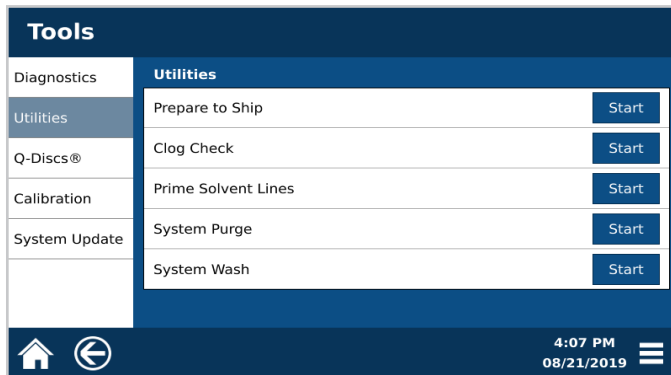 Tools
Diagnostics
Utilities
Q-Discs®
Calibration
System Update
Utilities
Prepare to Ship Start
Clog Check Start
Prime Solvent Lines Start
System Purge Start
System Wash Start
4:07 PM
08/21/2019